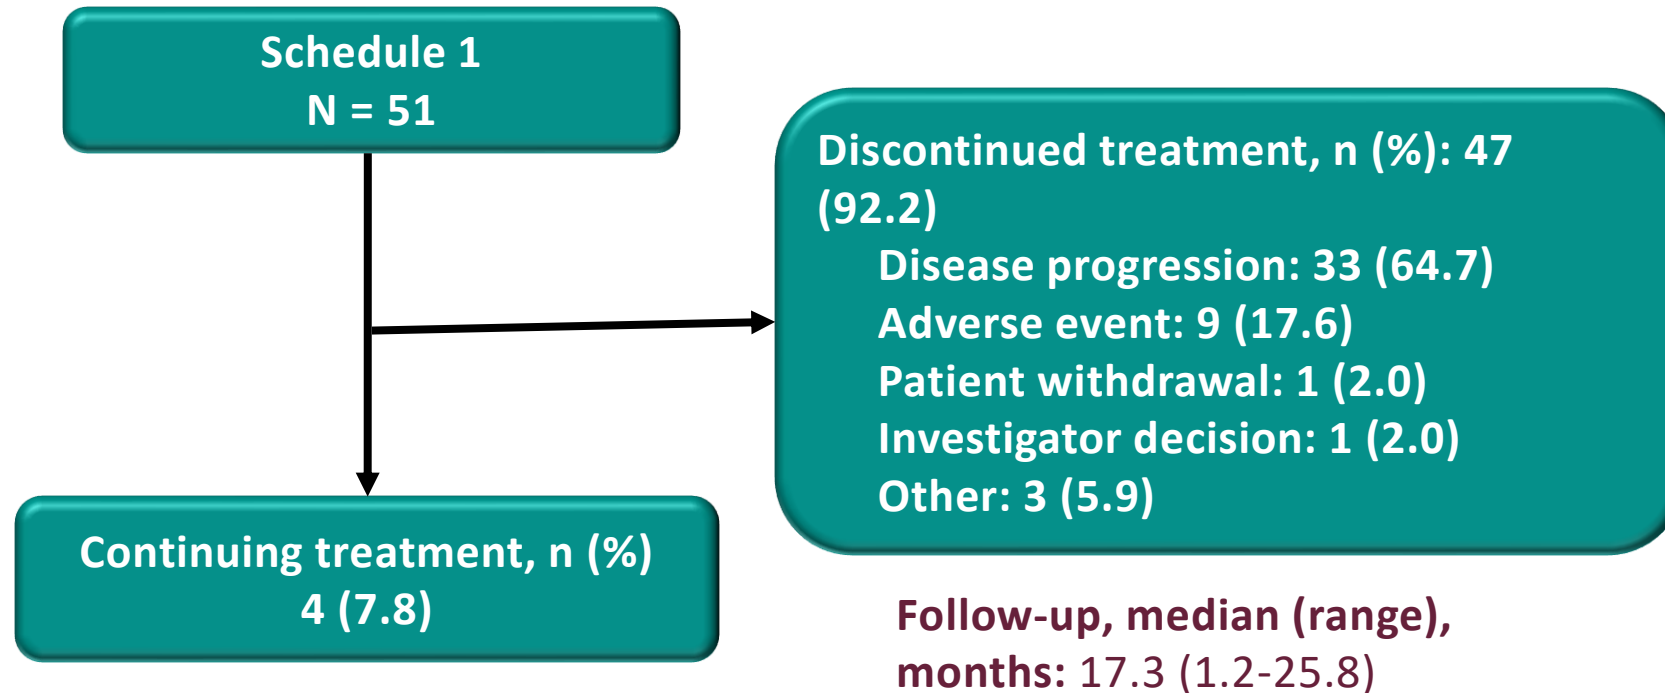 Schedule 1
N = 51
Discontinued treatment, n (%): 47
(92.2)
Disease progression: 33 (64.7)
Adverse event: 9 (17.6)
Patient withdrawal: 1 (2.0)
Investigator decision: 1 (2.0)
Other: 3 (5.9)
Continuing treatment, n (%)
4 (7.8)
Follow-up, median (range),
months: 17.3 (1.2-25.8)